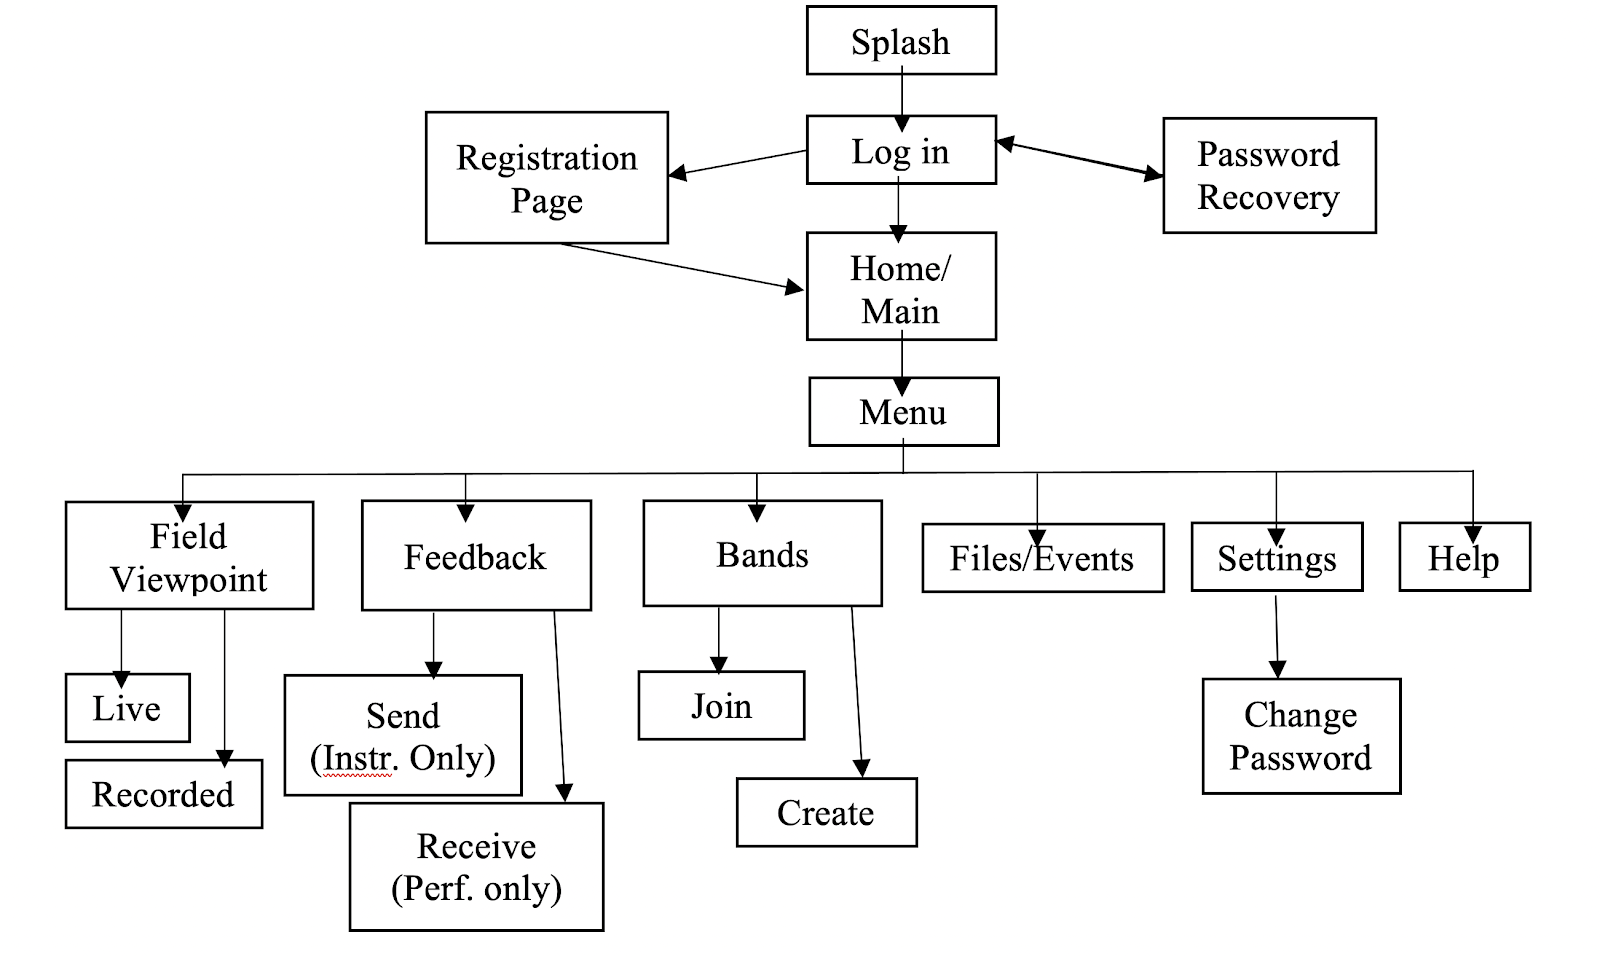 Splash
Registration
Page
Log in
Password
Recovery
Home/
Main
Menu
Field
Viewpoint
Feedback
Bands
Files/Events
Settings
Help
Live
Recorded
Send
(Instr. Only)
Receive
(Perf. only)
Join
Create
Change
Password